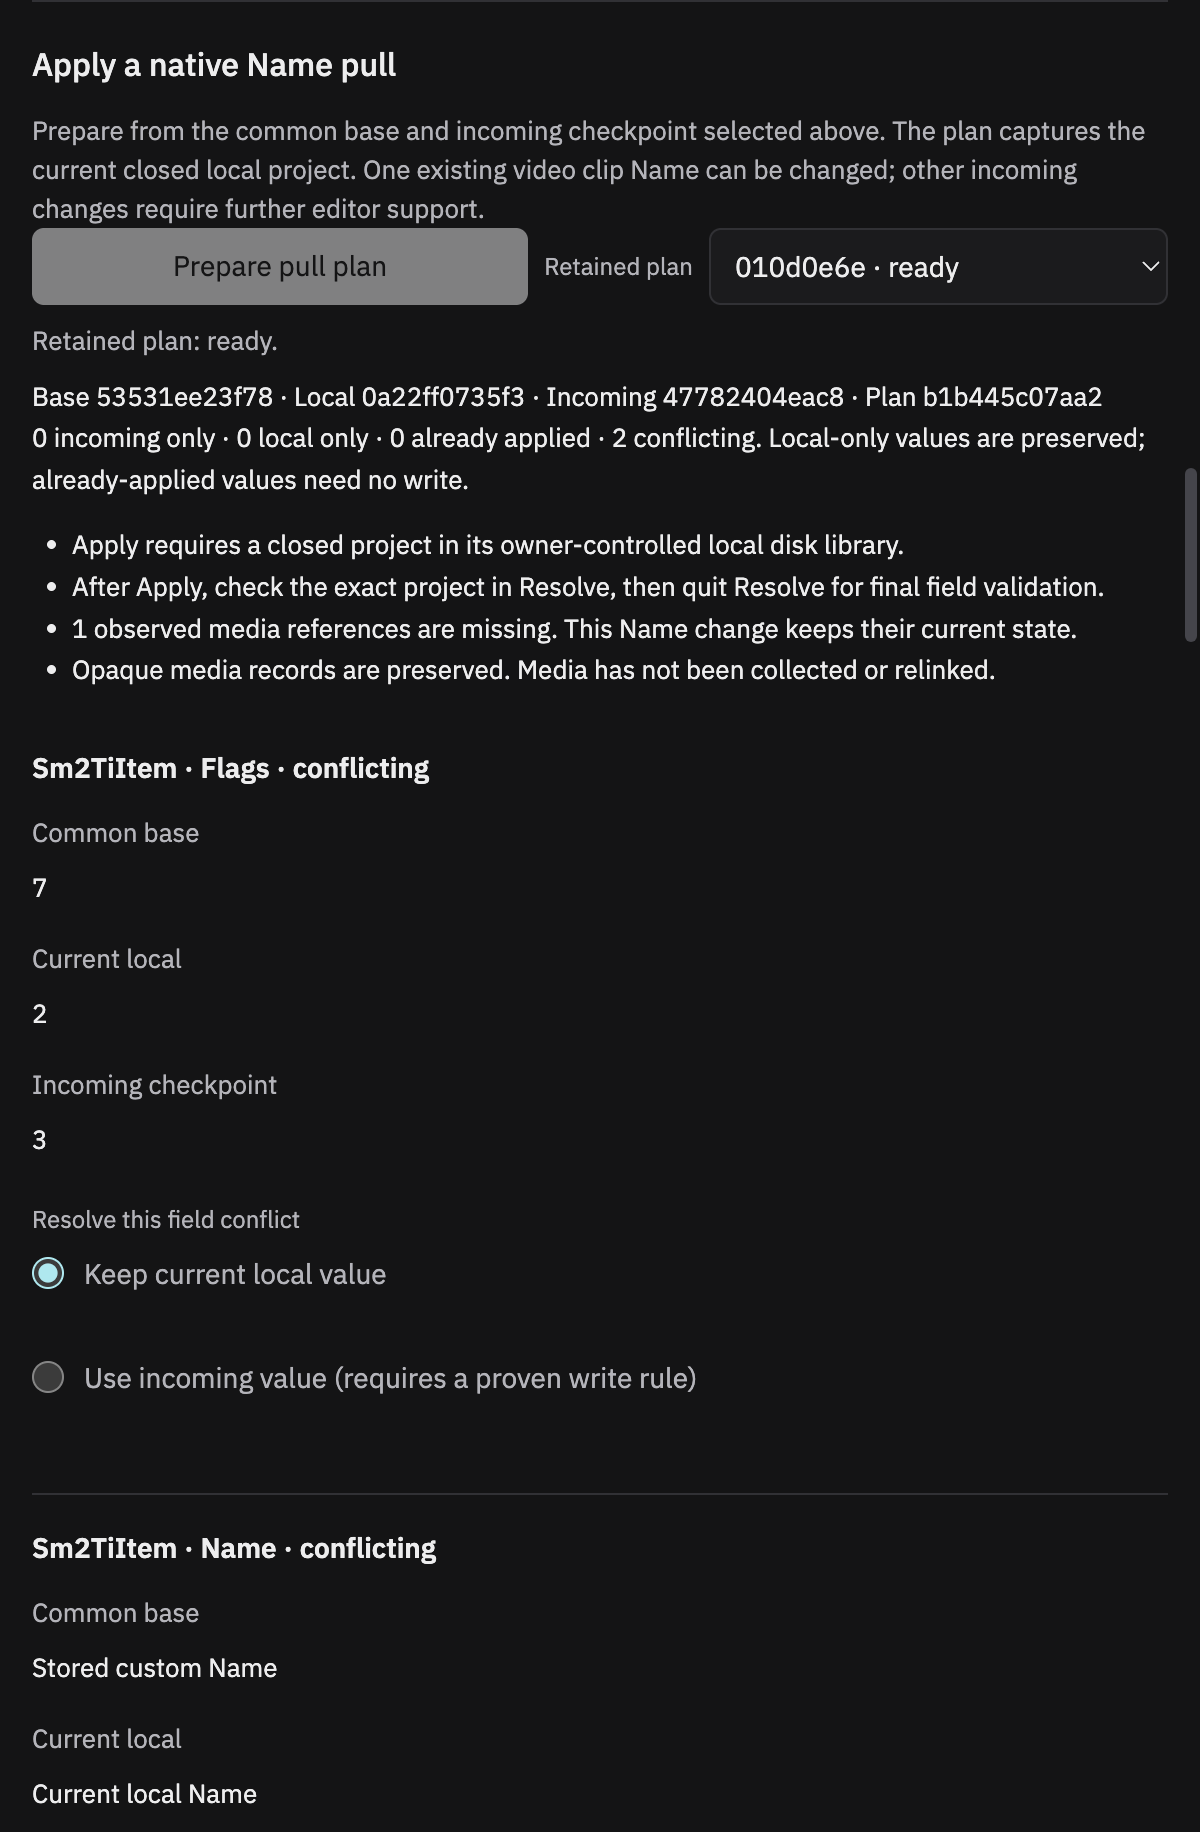 Apply a native Name pull
Prepare from the common base and incoming checkpoint selected above. The plan captures the
current closed local project. One existing video clip Name can be changed; other incoming
changes require further editor support.
Prepare pull plan
Retained plan
010d0e6e · ready
Retained plan: ready.
Base 53531ee23f78 · Local 0a22ff0735f3 · Incoming 47782404eac8 · Plan b1b445c07aa2
0 incoming only · 0 local only · 0 already applied · 2 conflicting. Local-only values are preserved;
already-applied values need no write.
• Apply requires a closed project in its owner-controlled local disk library.
• After Apply, check the exact project in Resolve, then quit Resolve for final field validation.
• 1 observed media references are missing. This Name change keeps their current state.
• Opaque media records are preserved. Media has not been collected or relinked.
Sm2TiItem · Flags · conflicting
Common base
7
Current local
2
Incoming checkpoint
3
Resolve this field conflict
Keep current local value
Use incoming value (requires a proven write rule)
Sm2TiItem · Name · conflicting
Common base
Stored custom Name
Current local
Current local Name